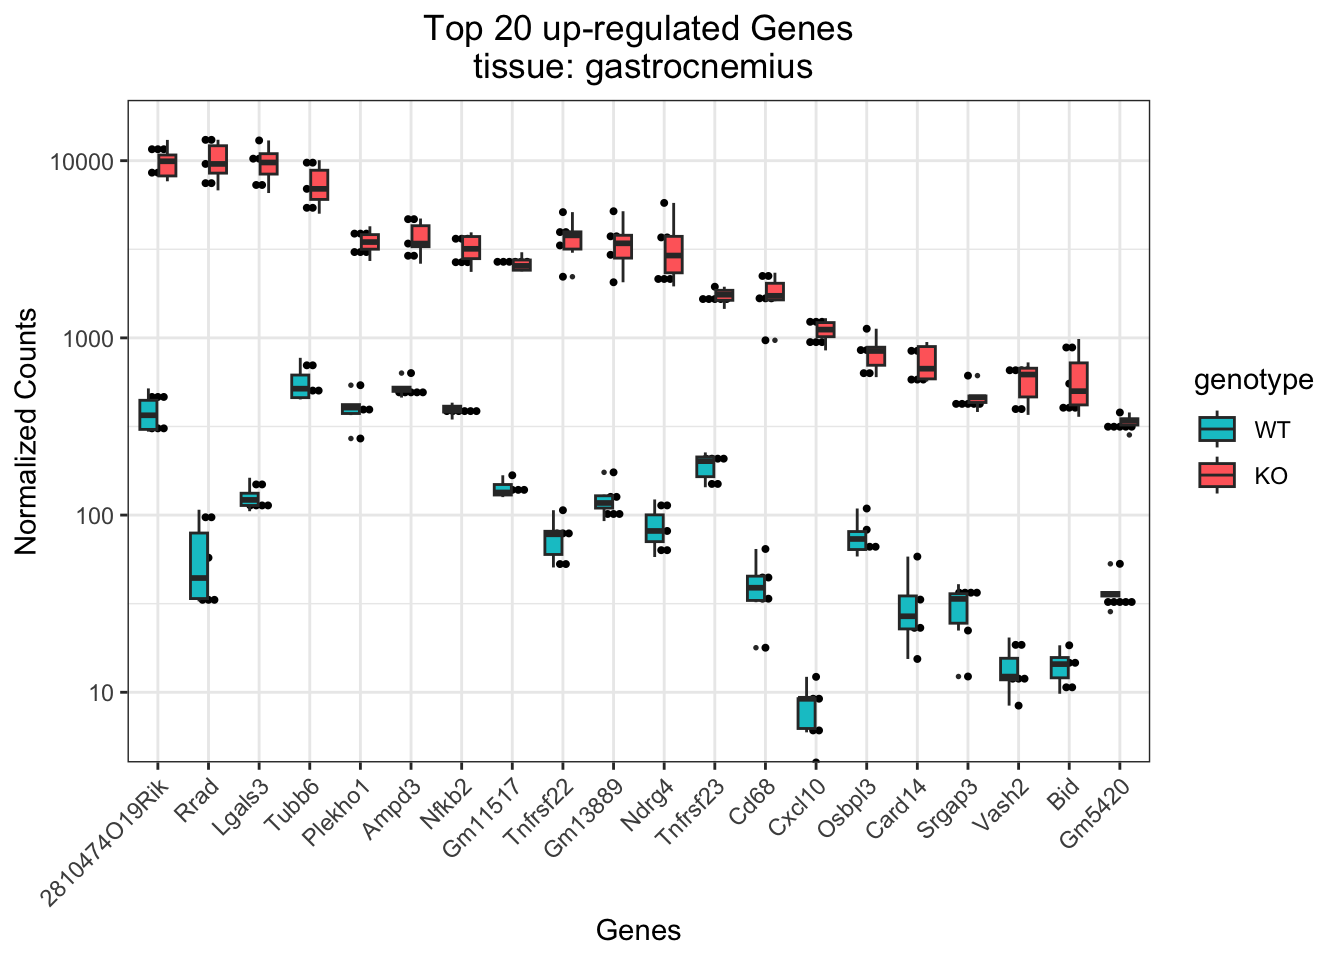 Top 20 up-regulated Genes
tissue: gastrocnemius
Normalized Counts
10000
1000
100
10
2810474O19Rik
Rrad
Lgals3
Tubb6
Plekho1
Ampd3
Nfkb2
Gm11517
Tnfrsf22
Gm13889
Ndrg4
Tnfrsf23
Cd68
Cxcl10
Osbpl3
Card14
Srgap3
Vash2
Bid
Gm5420
Genes
genotype
WT
KO